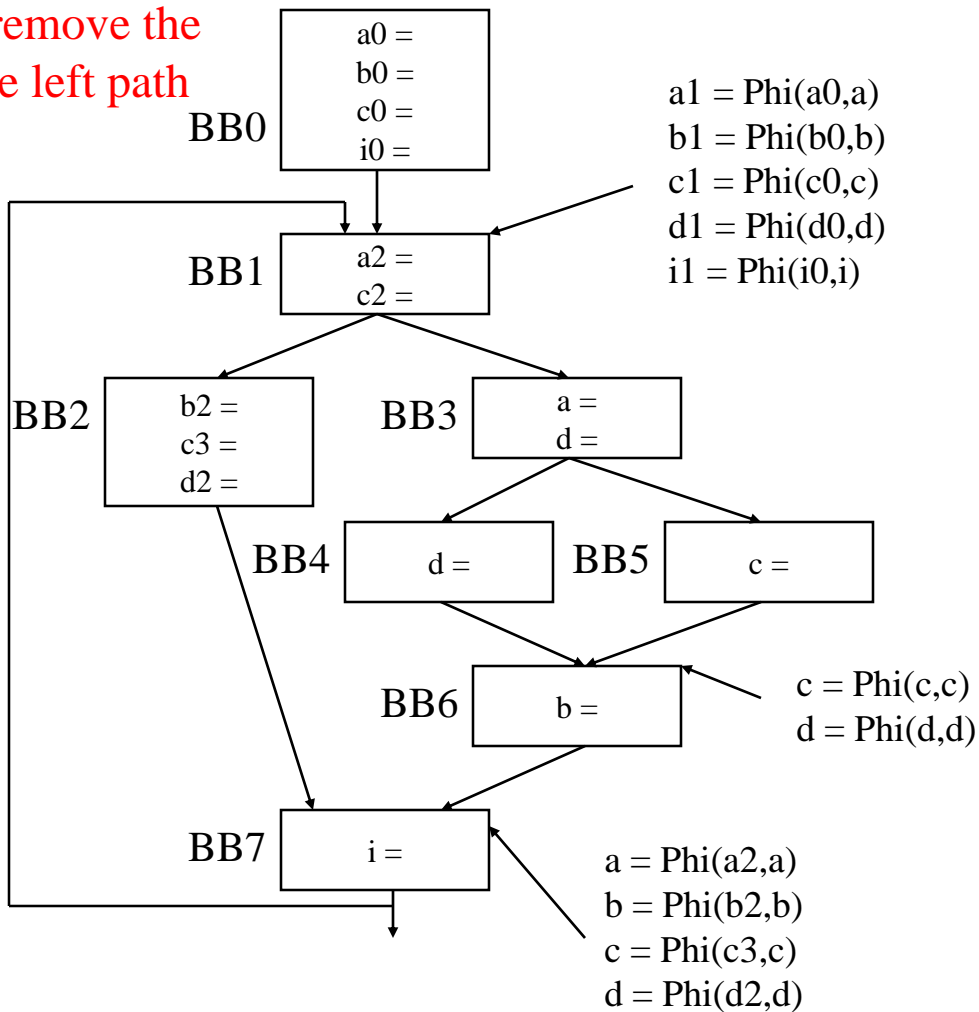 remove the
e left path
BB0
a0 =
b0 =
c0 =
i0 =
a1 = Phi(a0,a)
b1 = Phi(b0,b)
c1 = Phi(c0,c)
d1 = Phi(d0,d)
i1 = Phi(i0,i)
BB1
a2 =
c2 =
BB2
b2 =
c3 =
d2 =
BB3
a =
d =
BB4
d =
BB5
c =
BB6
b =
c = Phi(c,c)
d = Phi(d,d)
BB7
i =
a = Phi(a2,a)
b = Phi(b2,b)
c = Phi(c3,c)
d = Phi(d2,d)